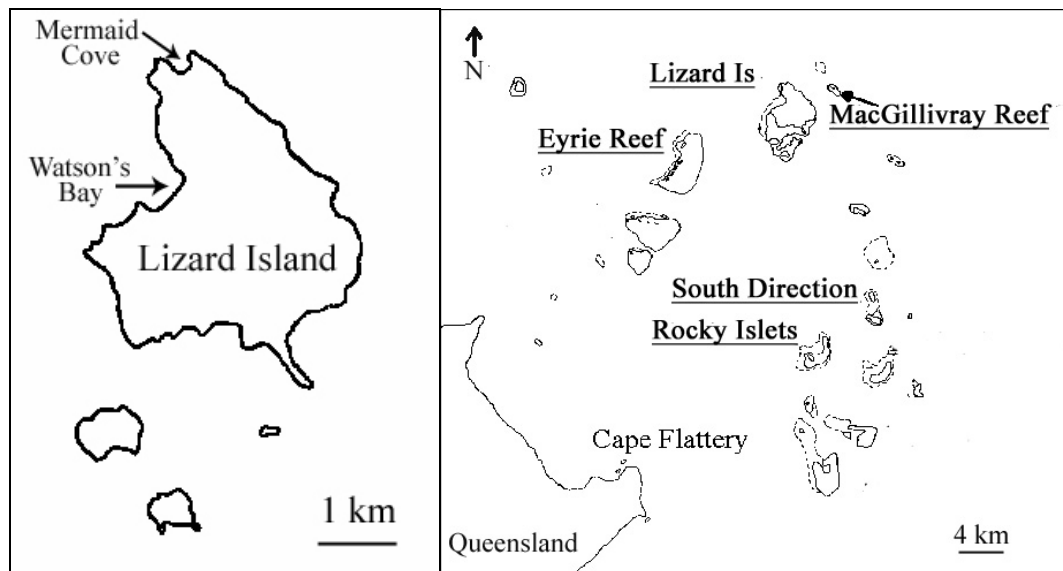 Mermaid
Cove
Watson's
Bay
Lizard Island
1 km
N
Lizard Is
MacGillivray Reef
Eyrie Reef
South Direction
Rocky Islets
Cape Flattery
Queensland
4 km